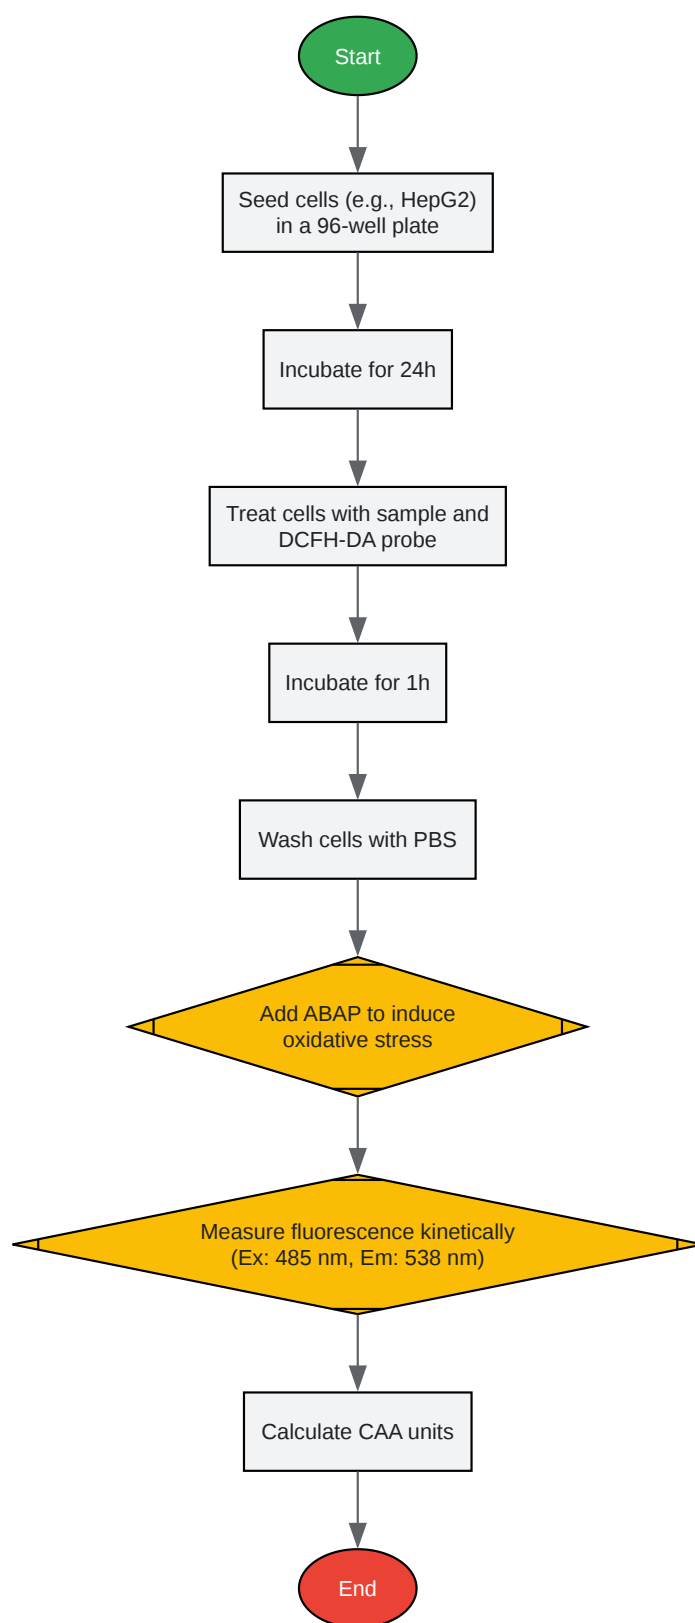 Start
Seed cells (e.g., HepG2)
in a 96-well plate
Incubate for 24h
Treat cells with sample and
DCFH-DA probe
Incubate for 1h
Wash cells with PBS
Add ABAP to induce
oxidative stress
Measure fluorescence kinetically
(Ex: 485 nm, Em: 538 nm)
Calculate CAA units
End